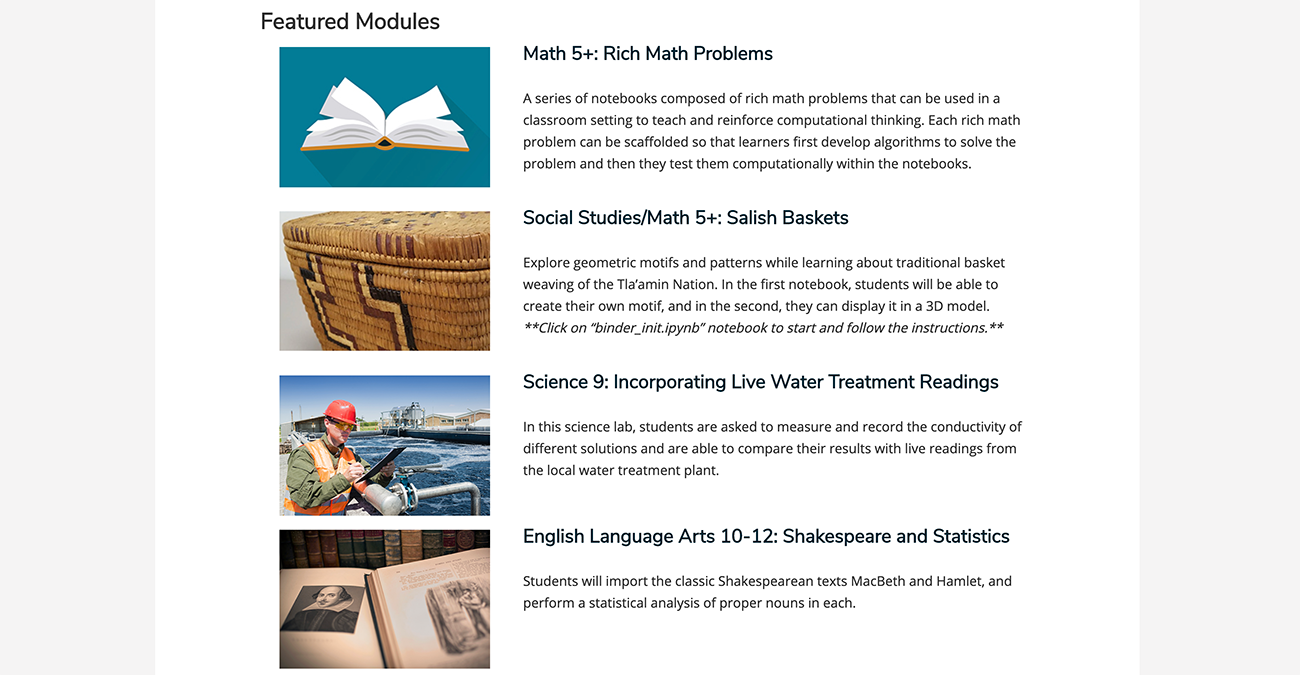 Featured Modules
Math 5+: Rich Math Problems
A series of notebooks composed of rich math problems that can be used in a
classroom setting to teach and reinforce computational thinking. Each rich math
problem can be scaffolded so that learners first develop algorithms to solve the
problem and then they test them computationally within the notebooks.
Social Studies/Math 5+: Salish Baskets
Explore geometric motifs and patterns while learning about traditional basket
weaving of the Tla’amin Nation. In the first notebook, students will be able to
create their own motif, and in the second, they can display it in a 3D model.
**Click on “binder_init.ipynb” notebook to start and follow the instructions.**
Science 9: Incorporating Live Water Treatment Readings
In this science lab, students are asked to measure and record the conductivity of
different solutions and are able to compare their results with live readings from
the local water treatment plant.
English Language Arts 10-12: Shakespeare and Statistics
Students will import the classic Shakespearean texts MacBeth and Hamlet, and
perform a statistical analysis of proper nouns in each.